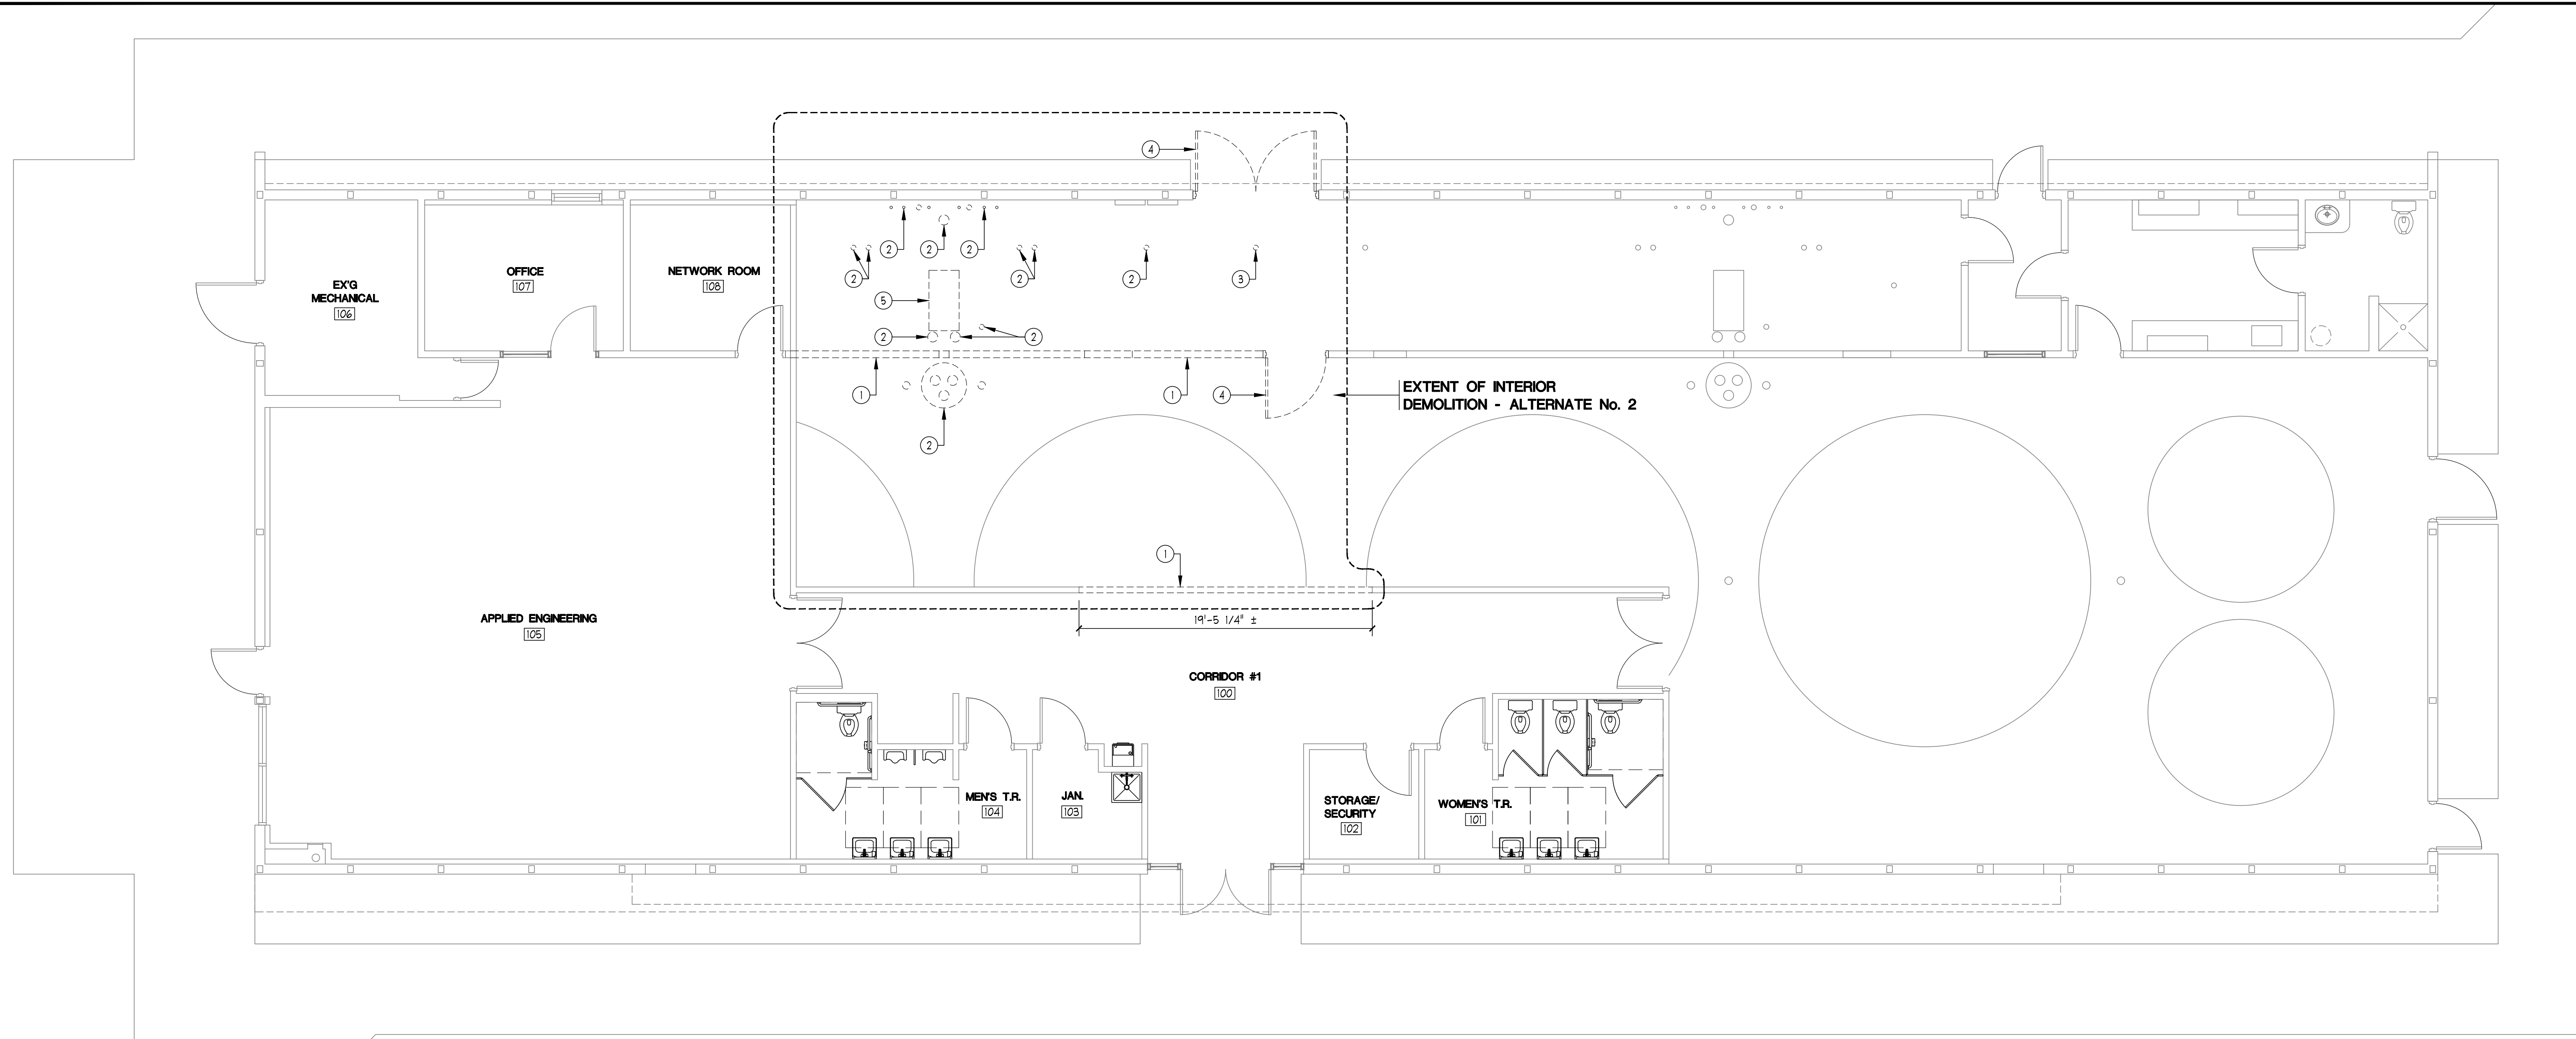 4
2
2
2
2
2
2
3
EX'G
MECHANICAL
106
OFFICE
107
NETWORK ROOM
108
5
2
2
1
1
4
EXTENT OF INTERIOR
DEMOLITION - ALTERNATE No. 2
2
1
APPLIED ENGINEERING
105
19'-5 1/4" ±
CORRIDOR #1
100
MEN'S T.R.
104
JAN.
103
STORAGE/
SECURITY
102
WOMEN'S T.R.
101